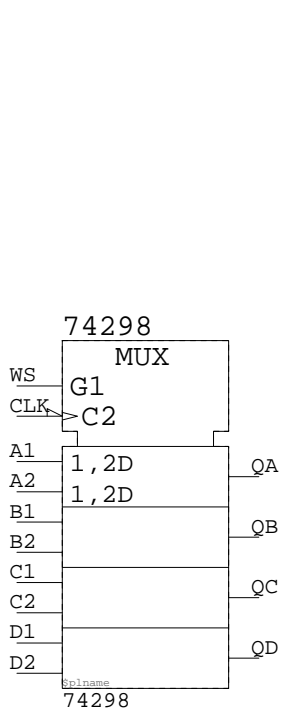 74298
MUX
WS
G1
CLK
C2
A1
1,2D
QA
A2
1,2D
B1
QB
B2
C1
QC
C2
D1
QD
D2
$plname
74298